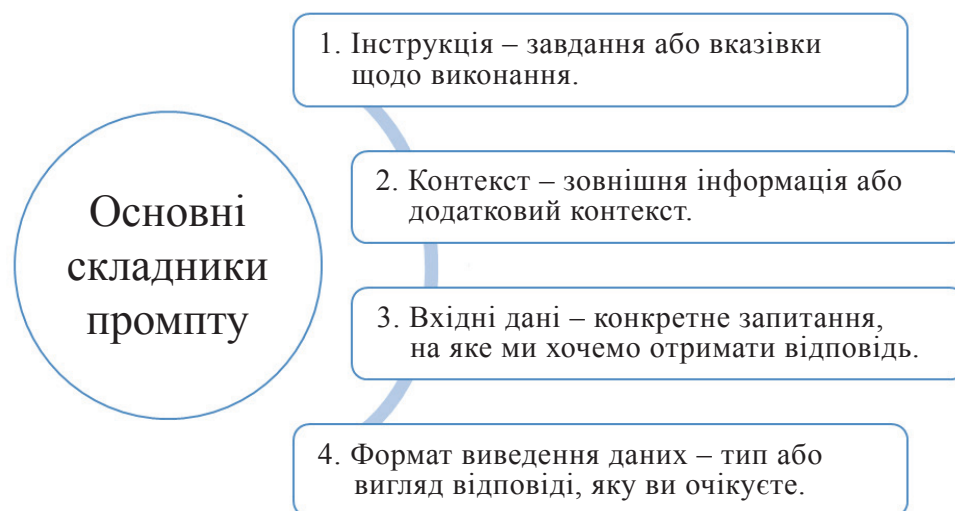 1. Інструкція – завдання або вказівки
щодо виконання.
Основні
складники
промпту
2. Контекст – зовнішня інформація або
додатковий контекст.
3. Вхідні дані – конкретне запитання,
на яке ми хочемо отримати відповідь.
4. Формат виведення даних – тип або
вигляд відповіді, яку ви очікуєте.